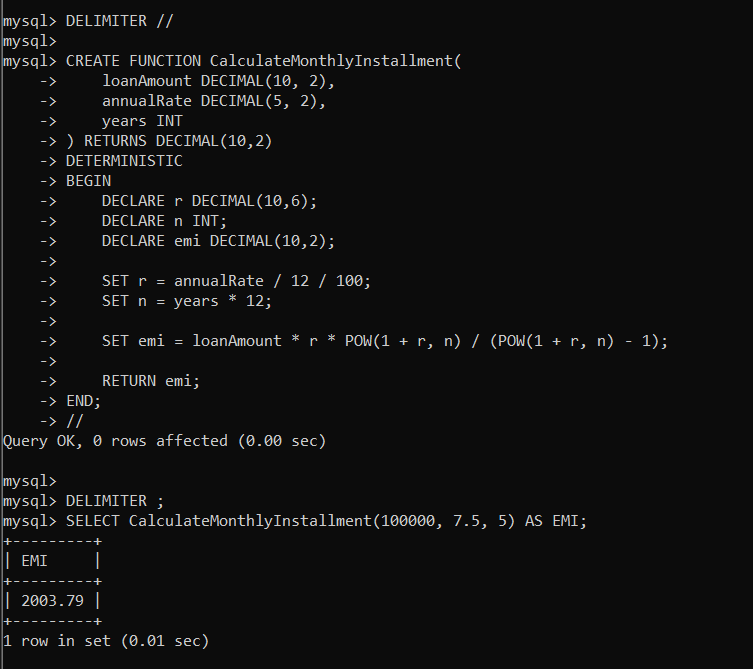 mysql> DELIMITER //
mysql>
mysql> CREATE FUNCTION CalculateMonthlyInstallment(
    ->     loanAmount DECIMAL(10, 2),
    ->     annualRate DECIMAL(5, 2),
    ->     years INT
    -> ) RETURNS DECIMAL(10,2)
    -> DETERMINISTIC
    -> BEGIN
    ->     DECLARE r DECIMAL(10,6);
    ->     DECLARE n INT;
    ->     DECLARE emi DECIMAL(10,2);
    ->
    ->     SET r = annualRate / 12 / 100;
    ->     SET n = years * 12;
    ->
    ->     SET emi = loanAmount * r * POW(1 + r, n) / (POW(1 + r, n) - 1);
    ->
    ->     RETURN emi;
    -> END;
    -> //
Query OK, 0 rows affected (0.00 sec)

mysql>
mysql> DELIMITER ;
mysql> SELECT CalculateMonthlyInstallment(100000, 7.5, 5) AS EMI;
+---------+
| EMI     |
+---------+
| 2003.79 |
+---------+
1 row in set (0.01 sec)